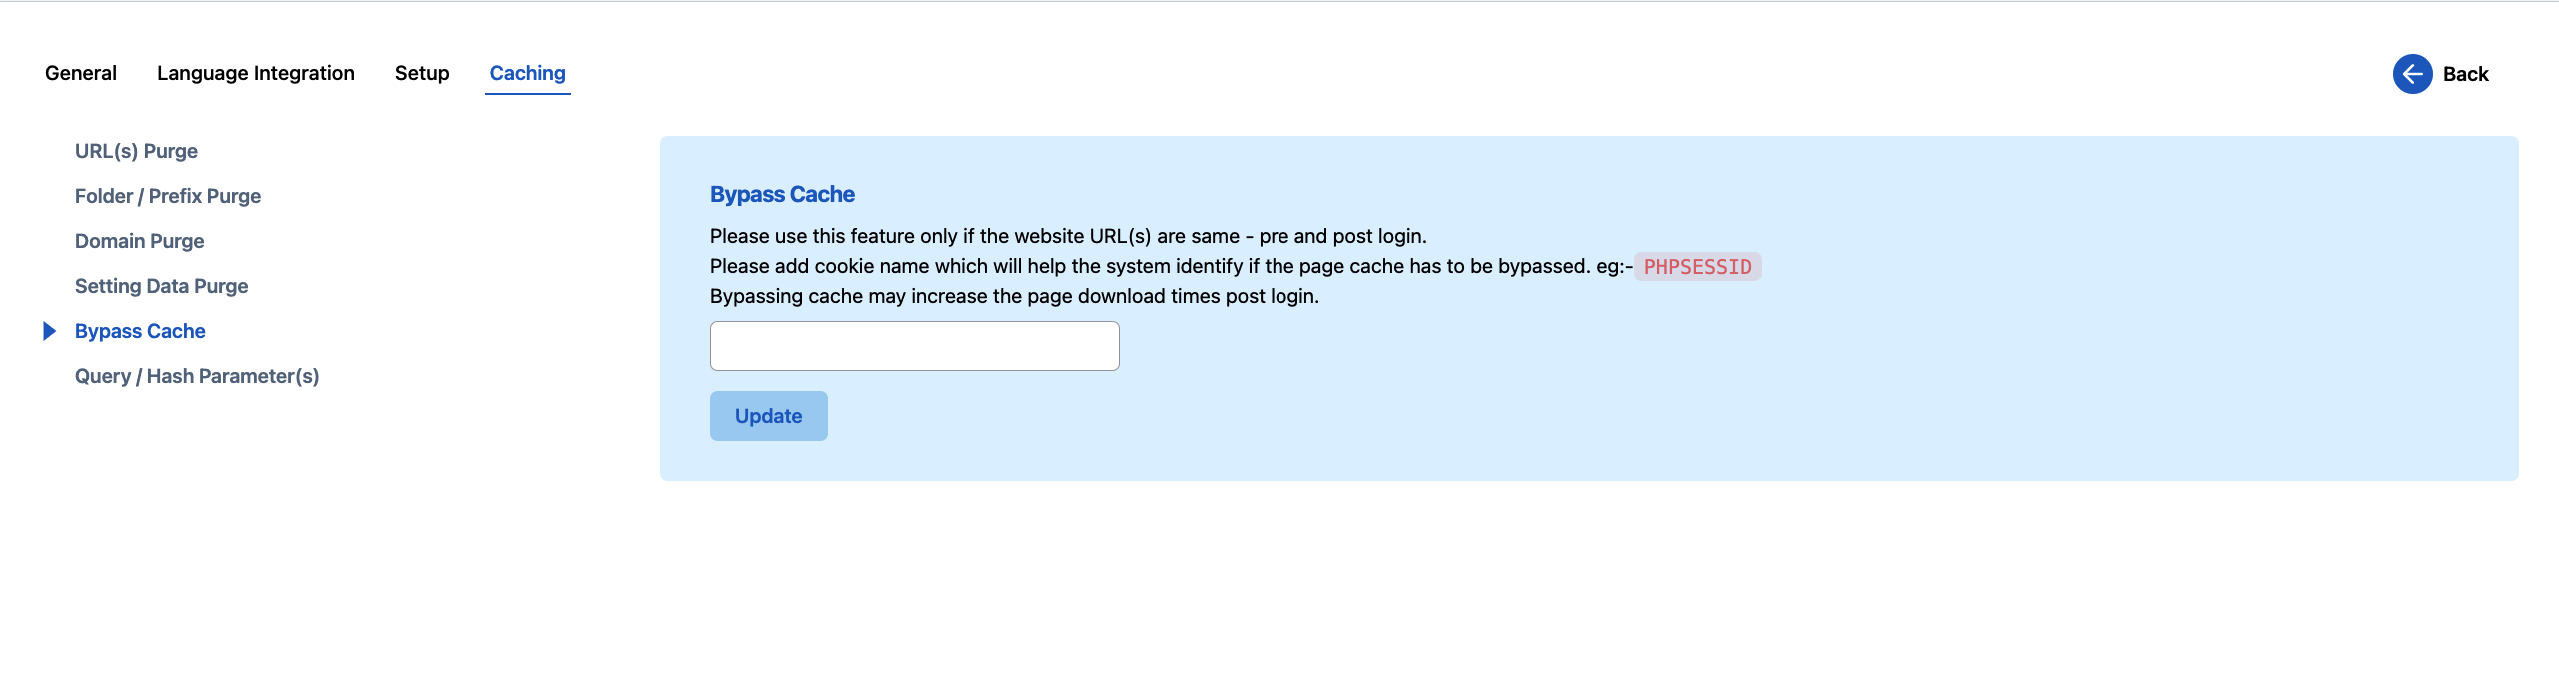 General
Language Integration
Setup
Caching
Back
URL(s) Purge
Folder / Prefix Purge
Domain Purge
Setting Data Purge
Bypass Cache
Query / Hash Parameter(s)
Bypass Cache
Please use this feature only if the website URL(s) are same - pre and post login.
Please add cookie name which will help the system identify if the page cache has to be bypassed. eg:- PHPSESSID
Bypassing cache may increase the page download times post login.
Update